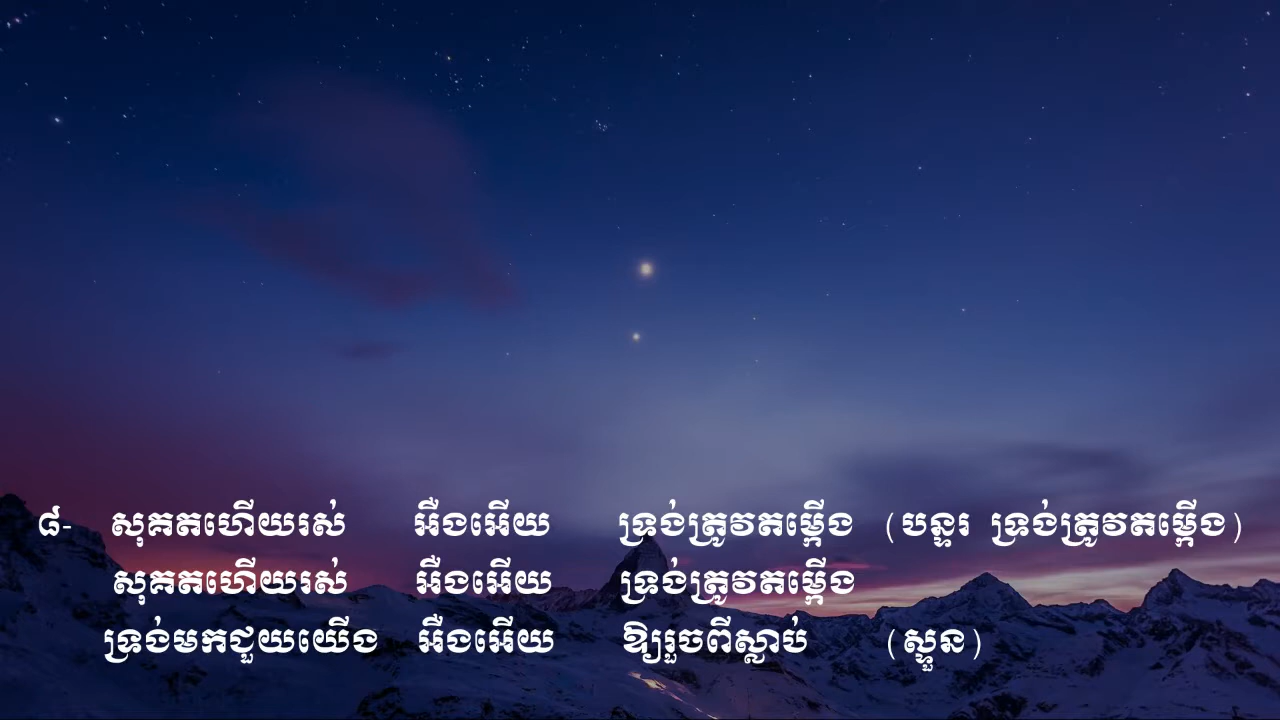 ៨- សុគតហើយរស់ អឺងអើយ ទ្រង់ត្រូវតម្កើង (បន្ទរ ទ្រង់ត្រូវតម្កើង)
សុគតហើយរស់ អឺងអើយ ទ្រង់ត្រូវតម្កើង
ទ្រង់មកជួយយើង អឺងអើយ ឱ្យរួចពីស្លាប់ (ស្ទួន)